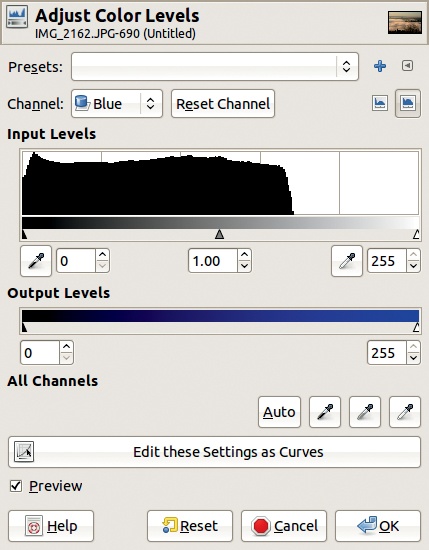 Adjust Color Levels
IMG_2162.JPG-690 (Untitled)
Presets:
Channel: Blue Reset Channel
Input Levels
0 1.00 255
Output Levels
0 255
All Channels
Auto
Edit these Settings as Curves
Preview
Help Reset Cancel OK